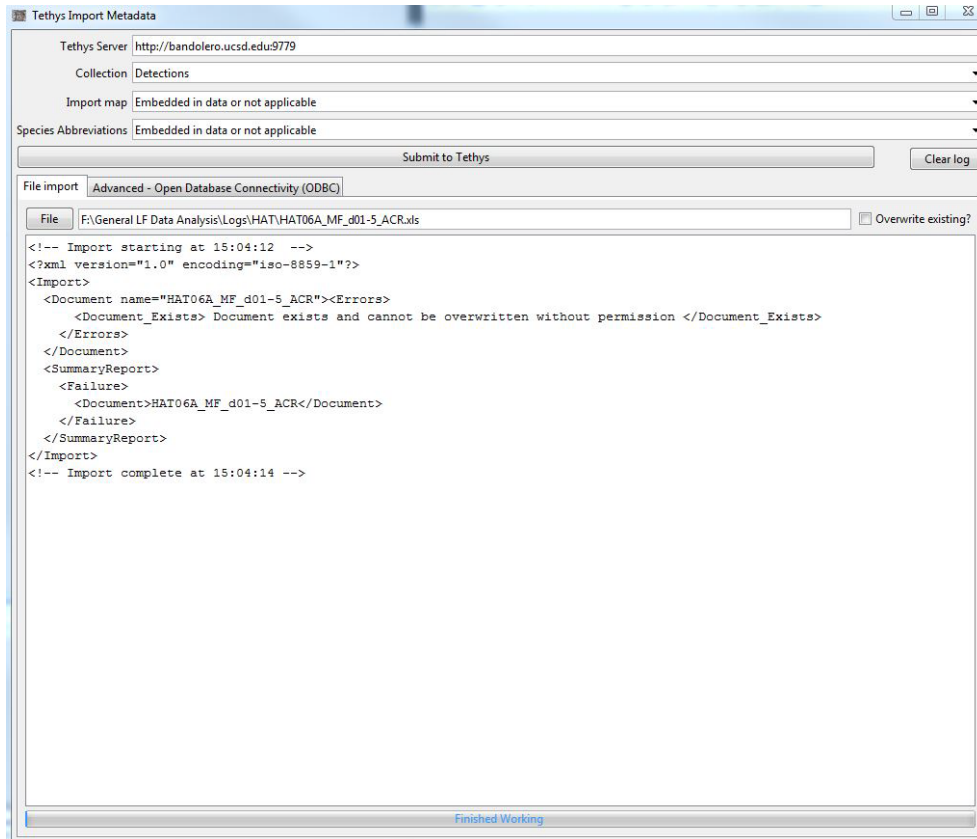 Tethys Import Metadata
Tethys Server http://bandolero.ucsd.edu:9779
Collection Detections
Import map Embedded in data or not applicable
Species Abbreviations Embedded in data or not applicable
Submit to Tethys Clear log
File import Advanced - Open Database Connectivity (ODBC)
File F:\General LF Data Analysis\Logs\HAT\HAT06A_MF_d01-5_ACR.xls Overwrite existing?
<!-- Import starting at 15:04:12  -->
<?xml version="1.0" encoding="iso-8859-1"?>
<Import>
  <Document name="HAT06A_MF_d01-5_ACR"><Errors>
      <Document_Exists> Document exists and cannot be overwritten without permission </Document_Exists>
    </Errors>
  </Document>
  <SummaryReport>
    <Failure>
      <Document>HAT06A_MF_d01-5_ACR</Document>
    </Failure>
  </SummaryReport>
</Import>
<!-- Import complete at 15:04:14 -->
Finished Working